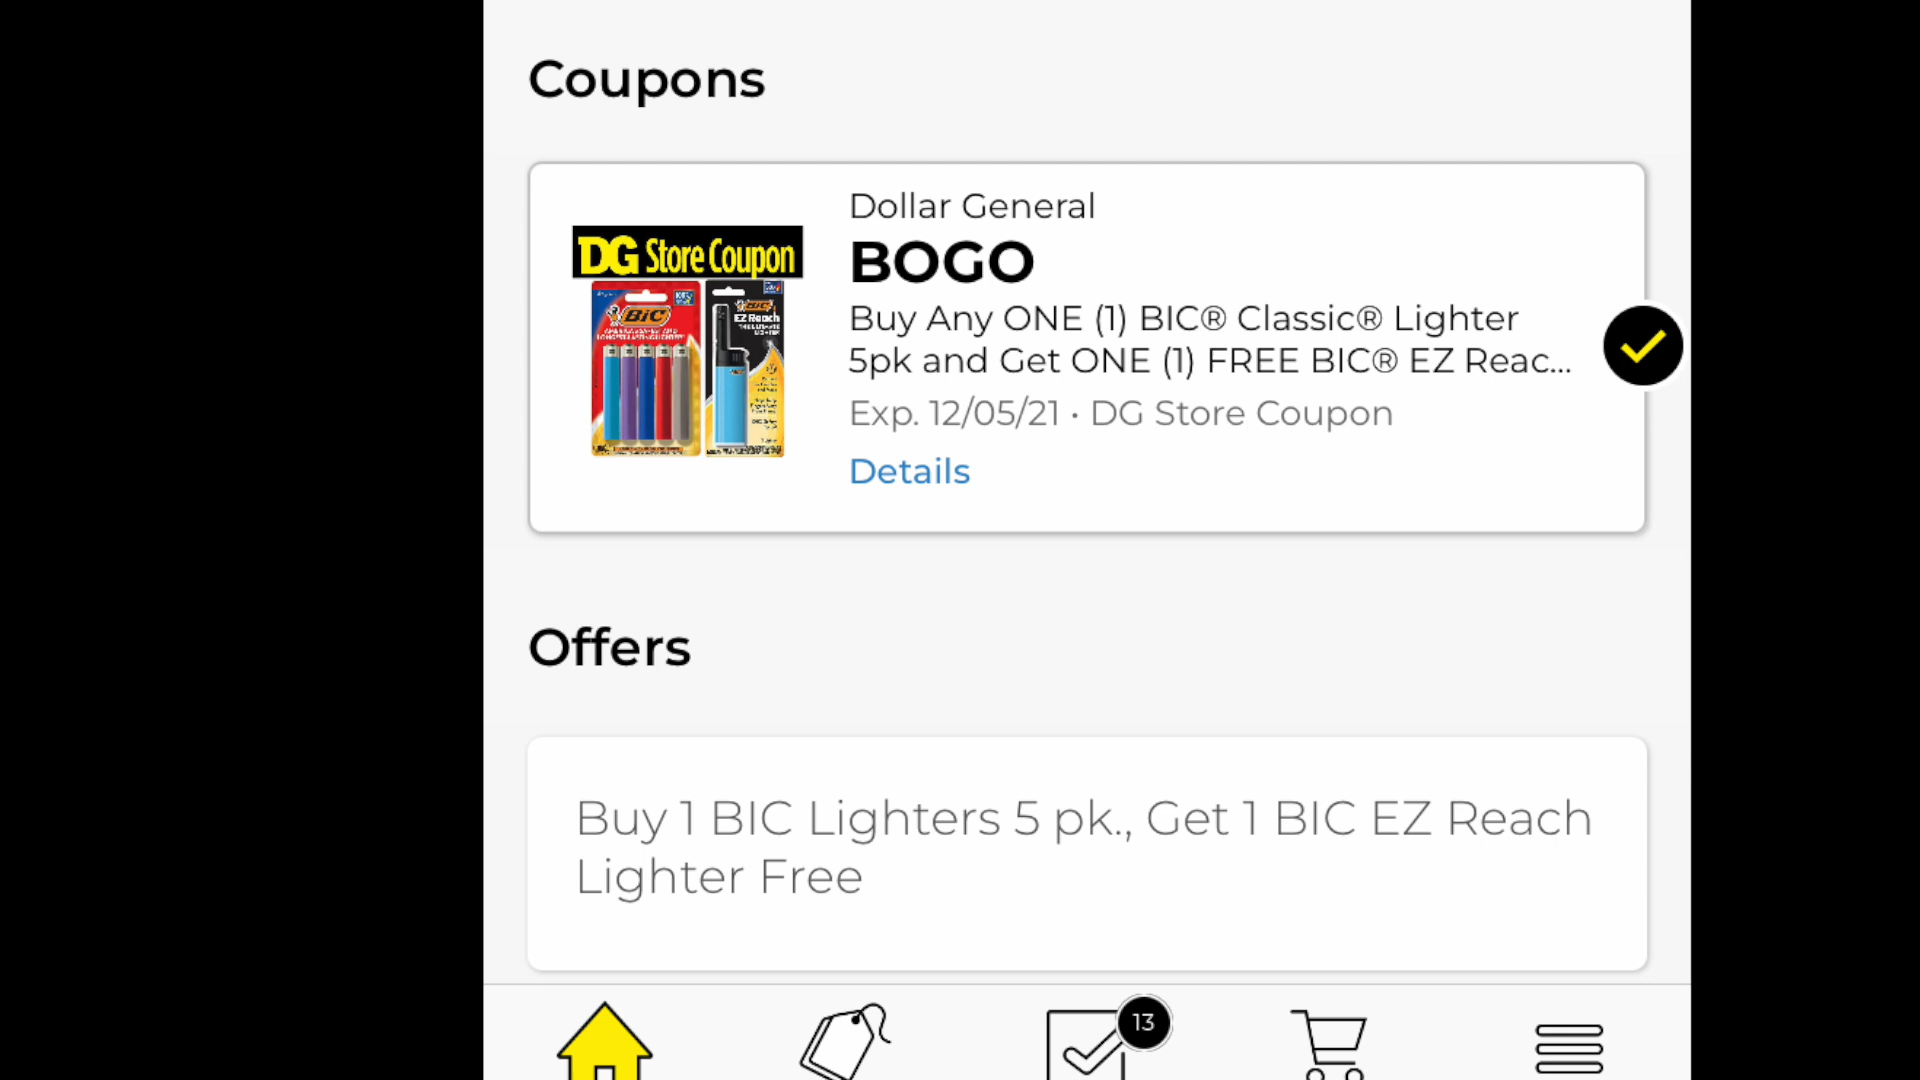 Coupons
Dollar General
DG Store Coupon
BOGO
BIC
EZ Reach
Buy Any ONE (1) BIC® Classic® Lighter
5pk and Get ONE (1) FREE BIC® EZ Reac...
Exp. 12/05/21 • DG Store Coupon
Details
Offers
Buy 1 BIC Lighters 5 pk., Get 1 BIC EZ Reach
Lighter Free
13